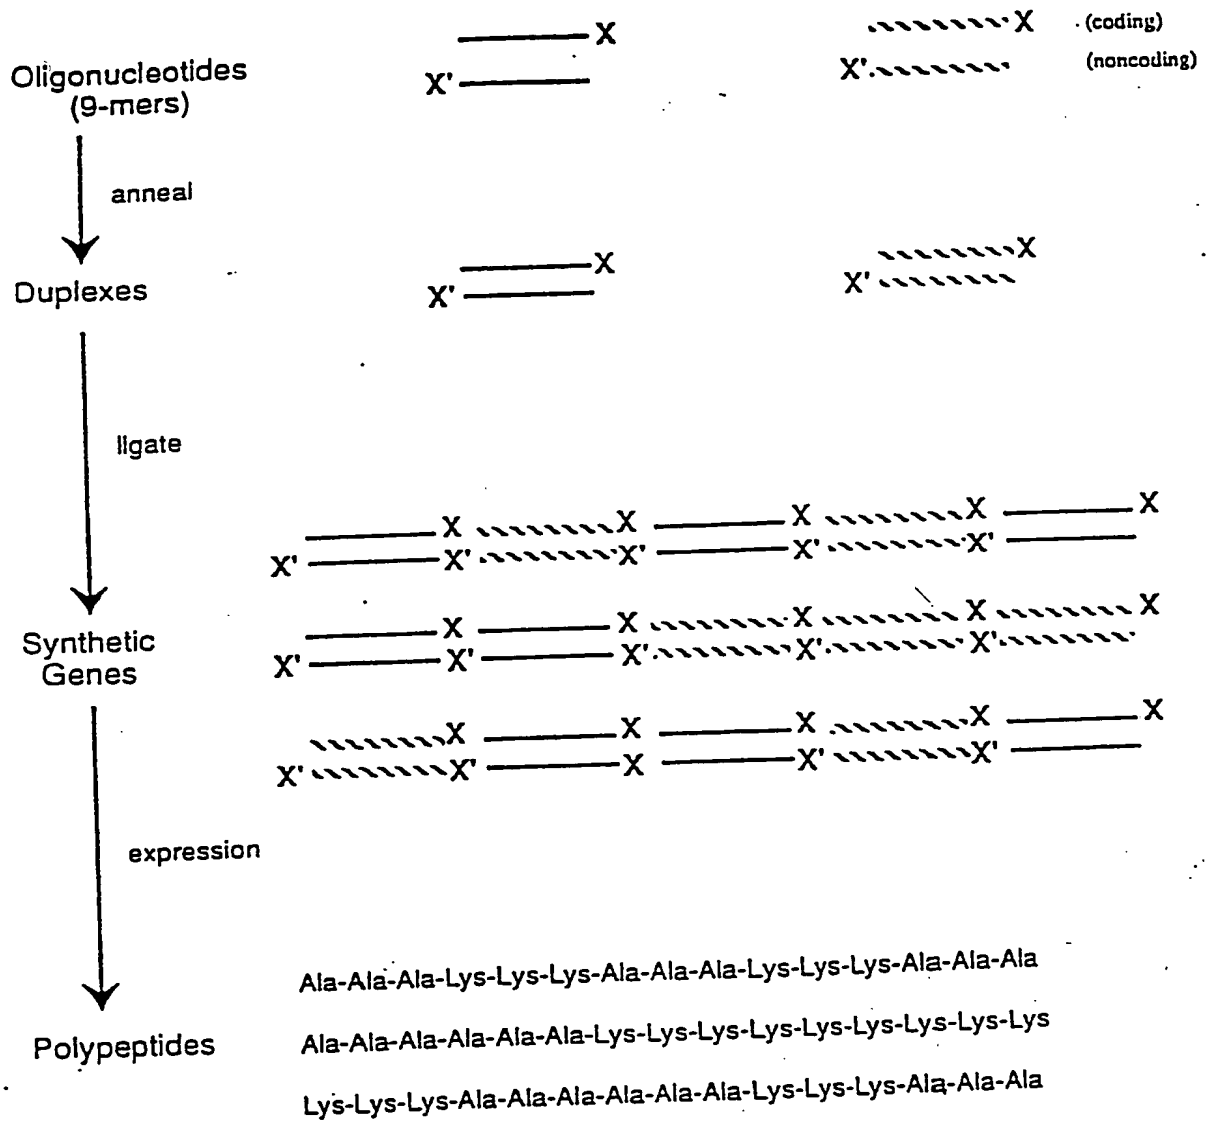 X X (coding)
Oligonucleotides X' X' (noncoding)
(9-mers)
anneal
X X
Duplexes X' X'
ligate
X X X X X
X' X' X' X' X'
Synthetic X X X X X
Genes X' X' X' X' X'
X X X X X
X' X' X X' X'
expression
Ala-Ala-Ala-Lys-Lys-Lys-Ala-Ala-Ala-Lys-Lys-Lys-Ala-Ala-Ala
Polypeptides Ala-Ala-Ala-Ala-Ala-Ala-Lys-Lys-Lys-Lys-Lys-Lys-Lys-Lys-Lys
Lys-Lys-Lys-Ala-Ala-Ala-Ala-Ala-Ala-Lys-Lys-Lys-Ala-Ala-Ala